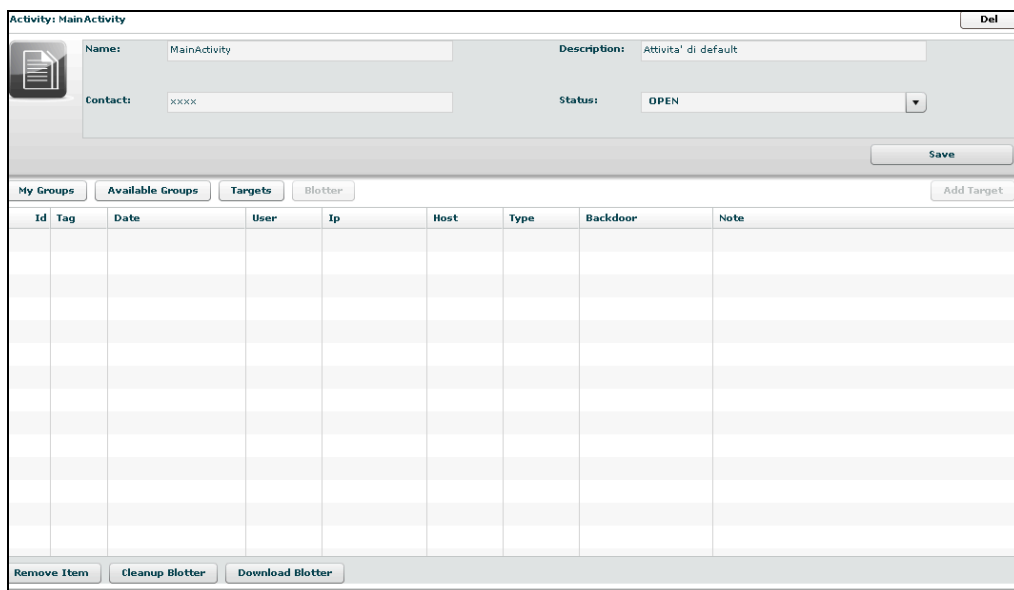 Activity: MainActivity Del
Name: MainActivity Description: Attivita' di default
Contact: xxxx Status: OPEN
Save
My Groups Available Groups Targets Blotter Add Target
Id Tag Date User Ip Host Type Backdoor Note
Remove Item Cleanup Blotter Download Blotter